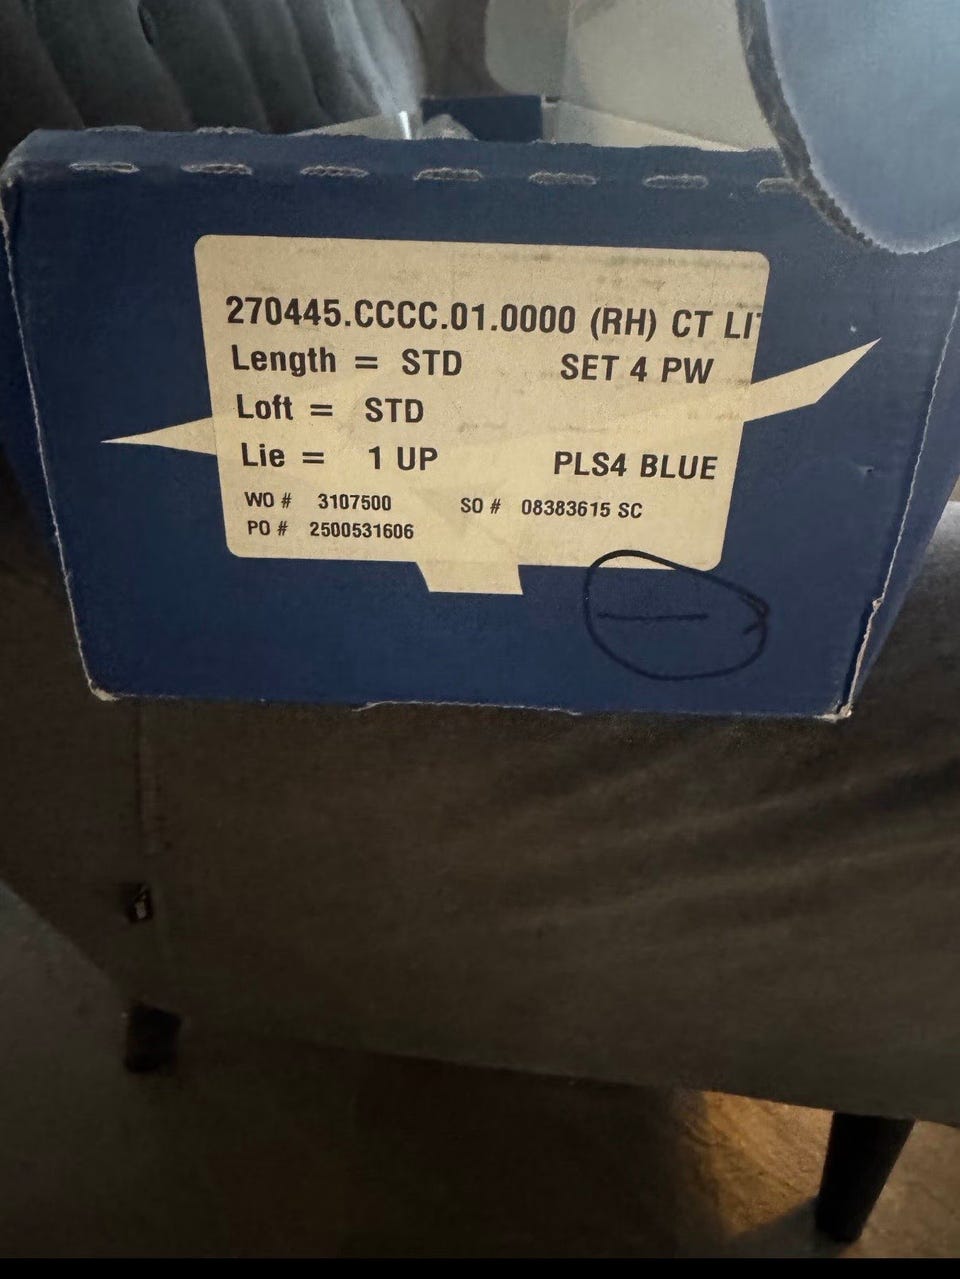 270445.CCCC.01.0000 (RH) CT
Length = STD SET 4 PW
Loft = STD
Lie = 1 UP PLS4 BLUE
WO # 3107500 SO # 08383615 SC
PO # 2500531606